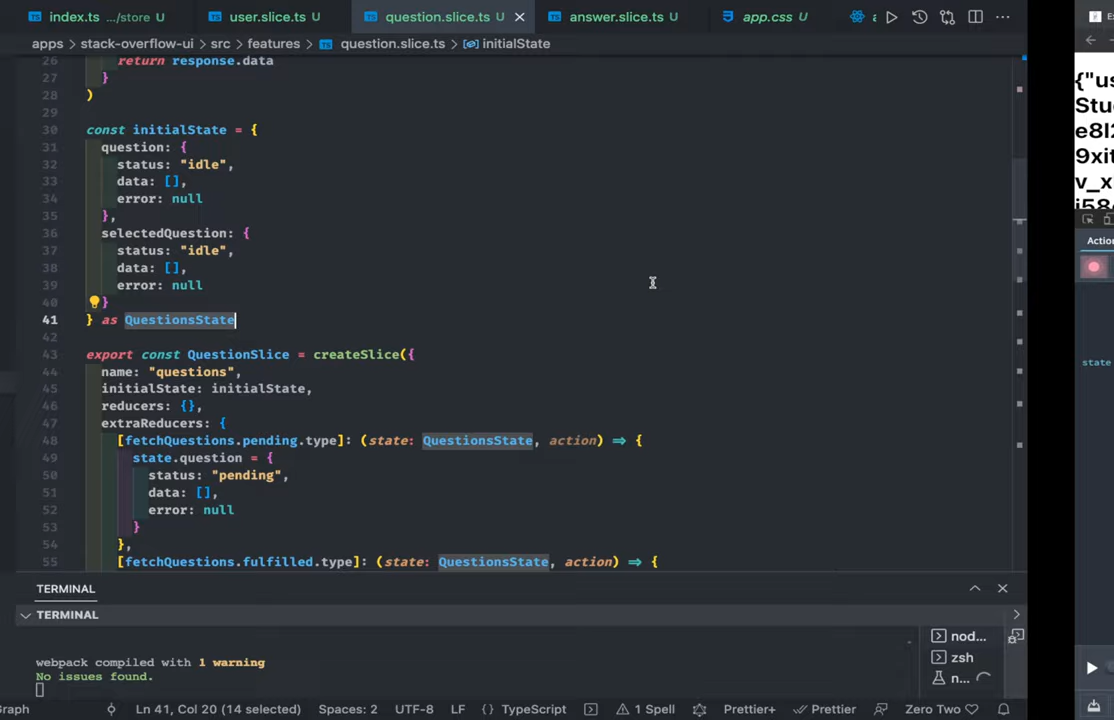 index.ts .../store U
user.slice.ts U
question.slice.ts U
answer.slice.ts U
app.css U
apps > stack-overflow-ui > src > features > question.slice.ts > initialState
26 return response.data
27 }
28 )
29
30 const initialState = {
31 question: {
32 status: "idle",
33 data: [],
34 error: null
35 },
36 selectedQuestion: {
37 status: "idle",
38 data: [],
39 error: null
40 }
41 } as QuestionsState
42
43 export const QuestionSlice = createSlice({
44 name: "questions",
45 initialState: initialState,
46 reducers: {},
47 extraReducers: {
48 [fetchQuestions.pending.type]: (state: QuestionsState, action) ⇒ {
49 state.question = {
50 status: "pending",
51 data: [],
52 error: null
53 }
54 },
55 [fetchQuestions.fulfilled.type]: (state: QuestionsState, action) ⇒ {
TERMINAL
TERMINAL
webpack compiled with 1 warning
No issues found.
nod...
zsh
n...
Graph
Ln 41, Col 20 (14 selected)
Spaces: 2
UTF-8
LF
{} TypeScript
1 Spell
Prettier+
Prettier
Zero Two
{"us
Stu
e8l2
9xit
v_x
Action
state